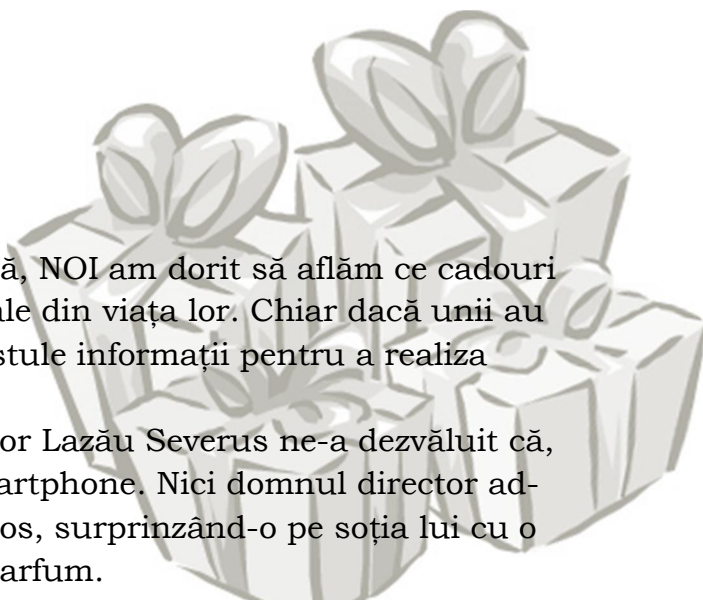 ă, NOI am dorit să aflăm ce cadouri
ale din viața lor. Chiar dacă unii au
stule informații pentru a realiza
or Lazău Severus ne-a dezvăluit că,
artphone. Nici domnul director ad-
os, surprinzând-o pe soția lui cu o
arfum.